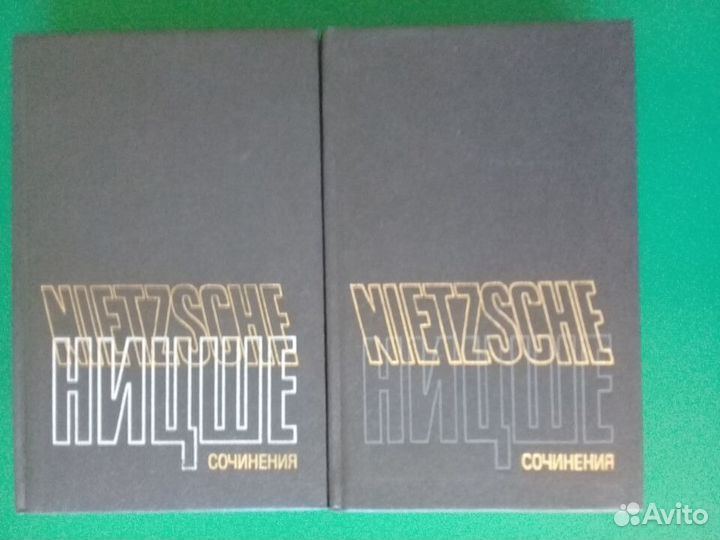 NIETZSCHE
НИЦШЕ
СОЧИНЕНИЯ
NIETZSCHE
НИЦШЕ
СОЧИНЕНИЯ
Avito